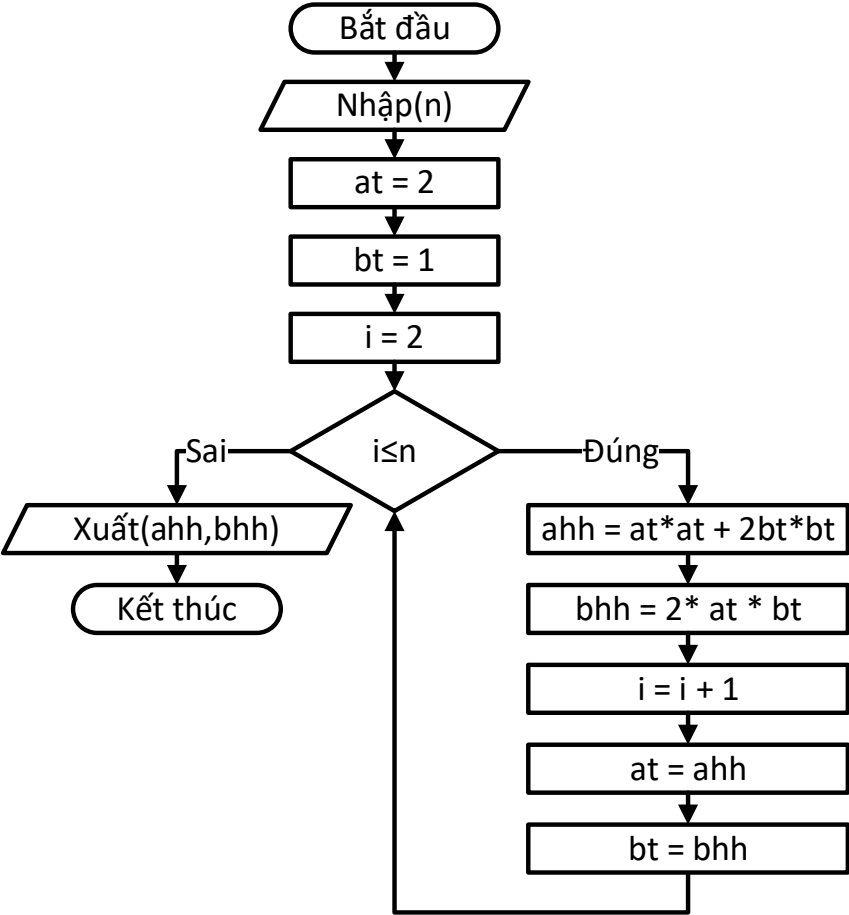 Bắt đầu
Nhập(n)
at = 2
bt = 1
i = 2
i≤n
Sai
Đúng
Xuất(ahh,bhh)
Kết thúc
ahh = at*at + 2bt*bt
bhh = 2* at * bt
i = i + 1
at = ahh
bt = bhh